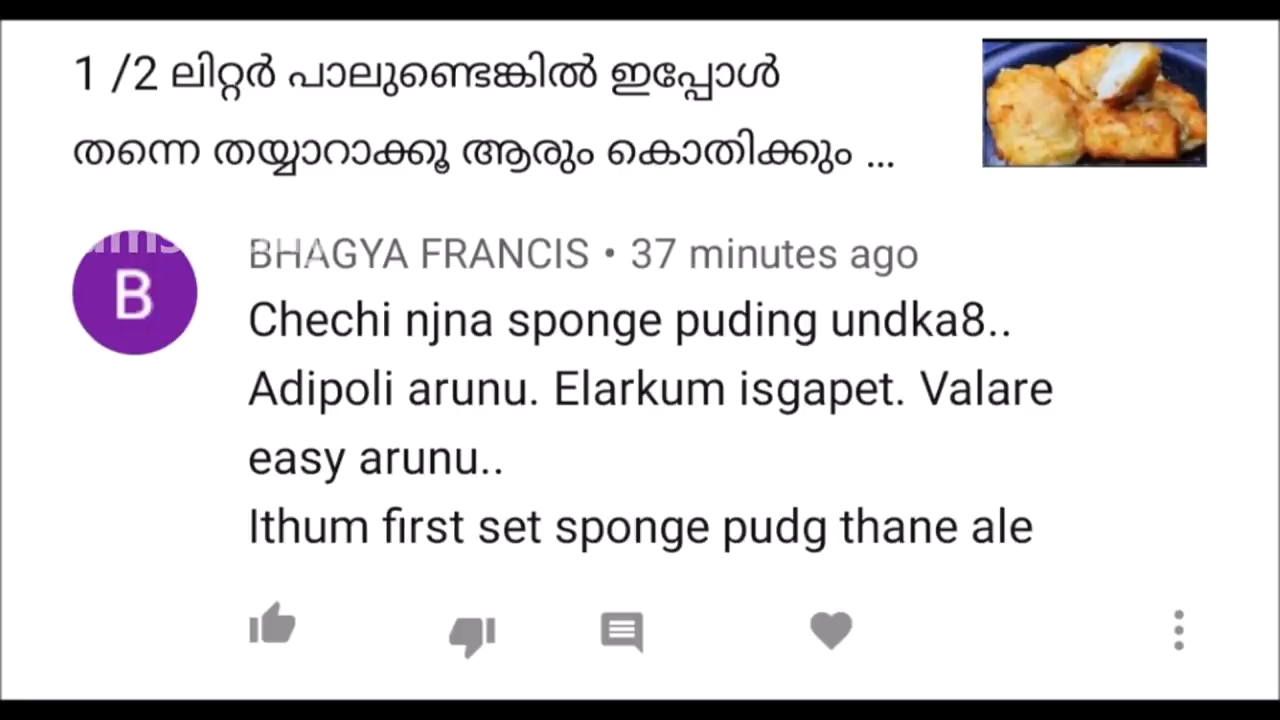 1 /2 ലിറ്റർ പാലുണ്ടെങ്കിൽ ഇപ്പോൾ
തന്നെ തയ്യാറാക്കൂ ആരും കൊതിക്കും ...
BHAGYA FRANCIS • 37 minutes ago
B
Chechi njna sponge puding undka8..
Adipoli arunu. Elarkum isgapet. Valare
easy arunu..
Ithum first set sponge pudg thane ale